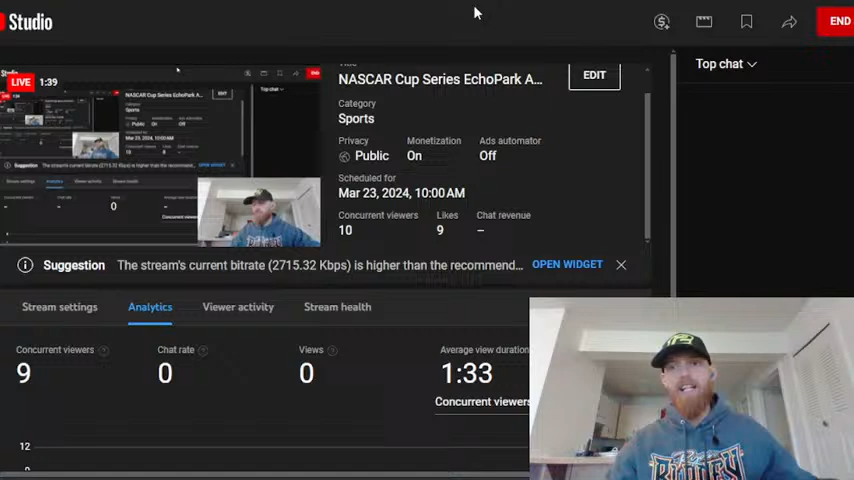 Studio
END
LIVE 1:39
Title
NASCAR Cup Series EchoPark A...
EDIT
Top chat
Category
Sports
Privacy Monetization Ads automator
Public On Off
Scheduled for
Mar 23, 2024, 10:00 AM
Concurrent viewers Likes Chat revenue
10 9 –
Suggestion The stream's current bitrate (2715.32 Kbps) is higher than the recommend... OPEN WIDGET
Stream settings Analytics Viewer activity Stream health
Concurrent viewers Chat rate Views Average view duration
9 0 0 1:33
Concurrent viewers
12